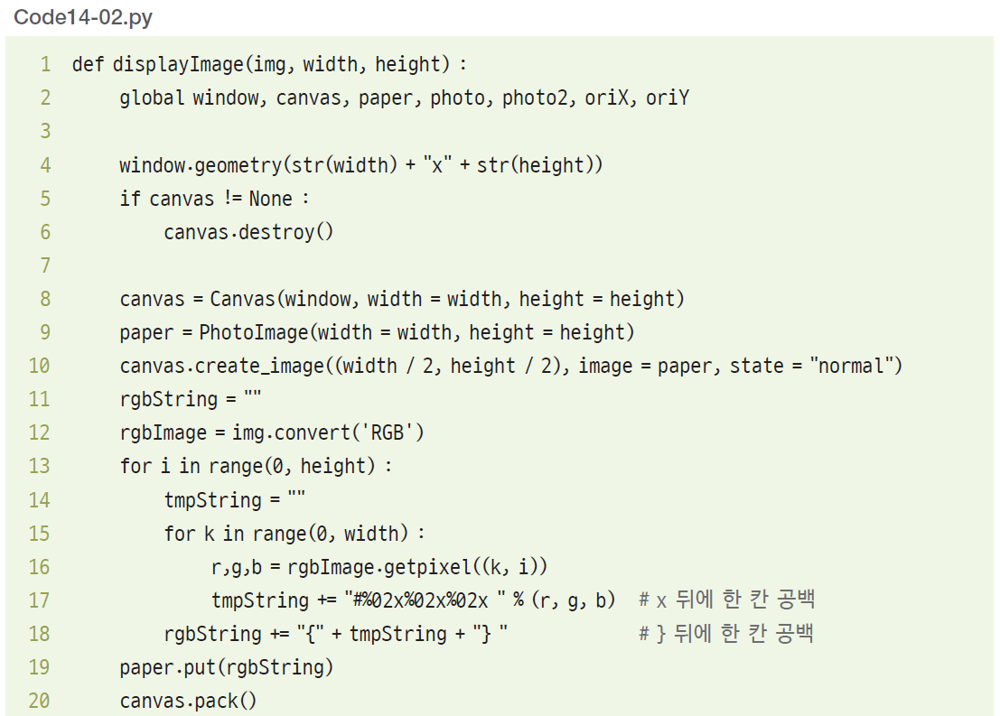 Code14-02.py
1 def displayImage(img, width, height) :
2     global window, canvas, paper, photo, photo2, oriX, oriY
3
4     window.geometry(str(width) + "x" + str(height))
5     if canvas != None :
6         canvas.destroy()
7
8     canvas = Canvas(window, width = width, height = height)
9     paper = PhotoImage(width = width, height = height)
10     canvas.create_image((width / 2, height / 2), image = paper, state = "normal")
11     rgbString = ""
12     rgbImage = img.convert('RGB')
13     for i in range(0, height) :
14         tmpString = ""
15         for k in range(0, width) :
16             r,g,b = rgbImage.getpixel((k, i))
17             tmpString += "#%02x%02x%02x " % (r, g, b)  # x 뒤에 한 칸 공백
18         rgbString += "{" + tmpString + "} "  # } 뒤에 한 칸 공백
19     paper.put(rgbString)
20     canvas.pack()